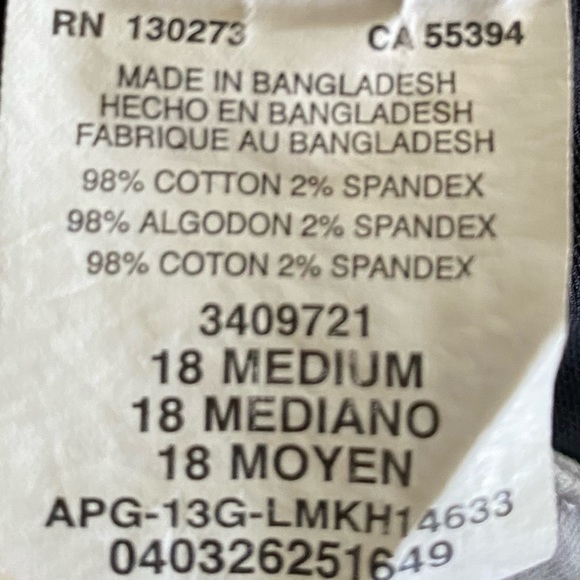 RN 130273 CA 55394
MADE IN BANGLADESH
HECHO EN BANGLADESH
FABRIQUE AU BANGLADESH
98% COTTON 2% SPANDEX
98% ALGODON 2% SPANDEX
98% COTON 2% SPANDEX
3409721
18 MEDIUM
18 MEDIANO
18 MOYEN
APG-13G-LMKH14633
040326251649